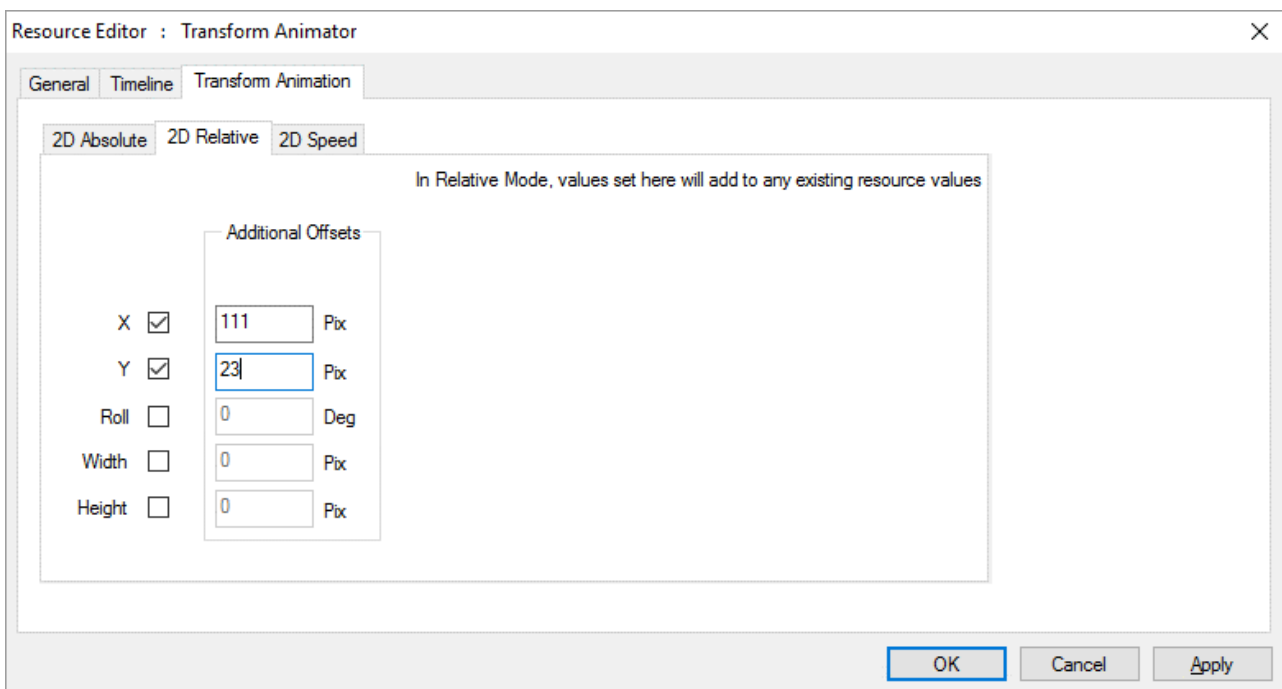 Resource Editor : Transform Animator
General Timeline Transform Animation
2D Absolute 2D Relative 2D Speed
In Relative Mode, values set here will add to any existing resource values
Additional Offsets
X 111 Pix
Y 23 Pix
Roll 0 Deg
Width 0 Pix
Height 0 Pix
OK Cancel Apply